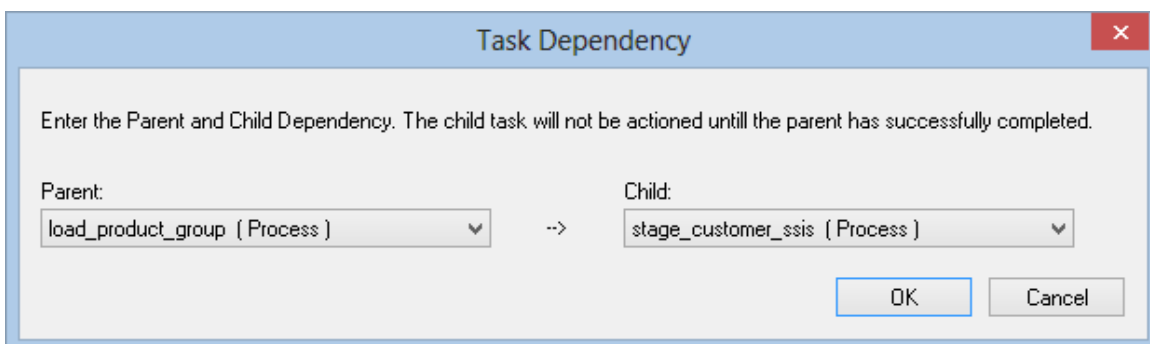 Task Dependency
Enter the Parent and Child Dependency. The child task will not be actioned untill the parent has successfully completed.
Parent:
Child:
load_product_group ( Process )
-->
stage_customer_ssis ( Process )
OK
Cancel